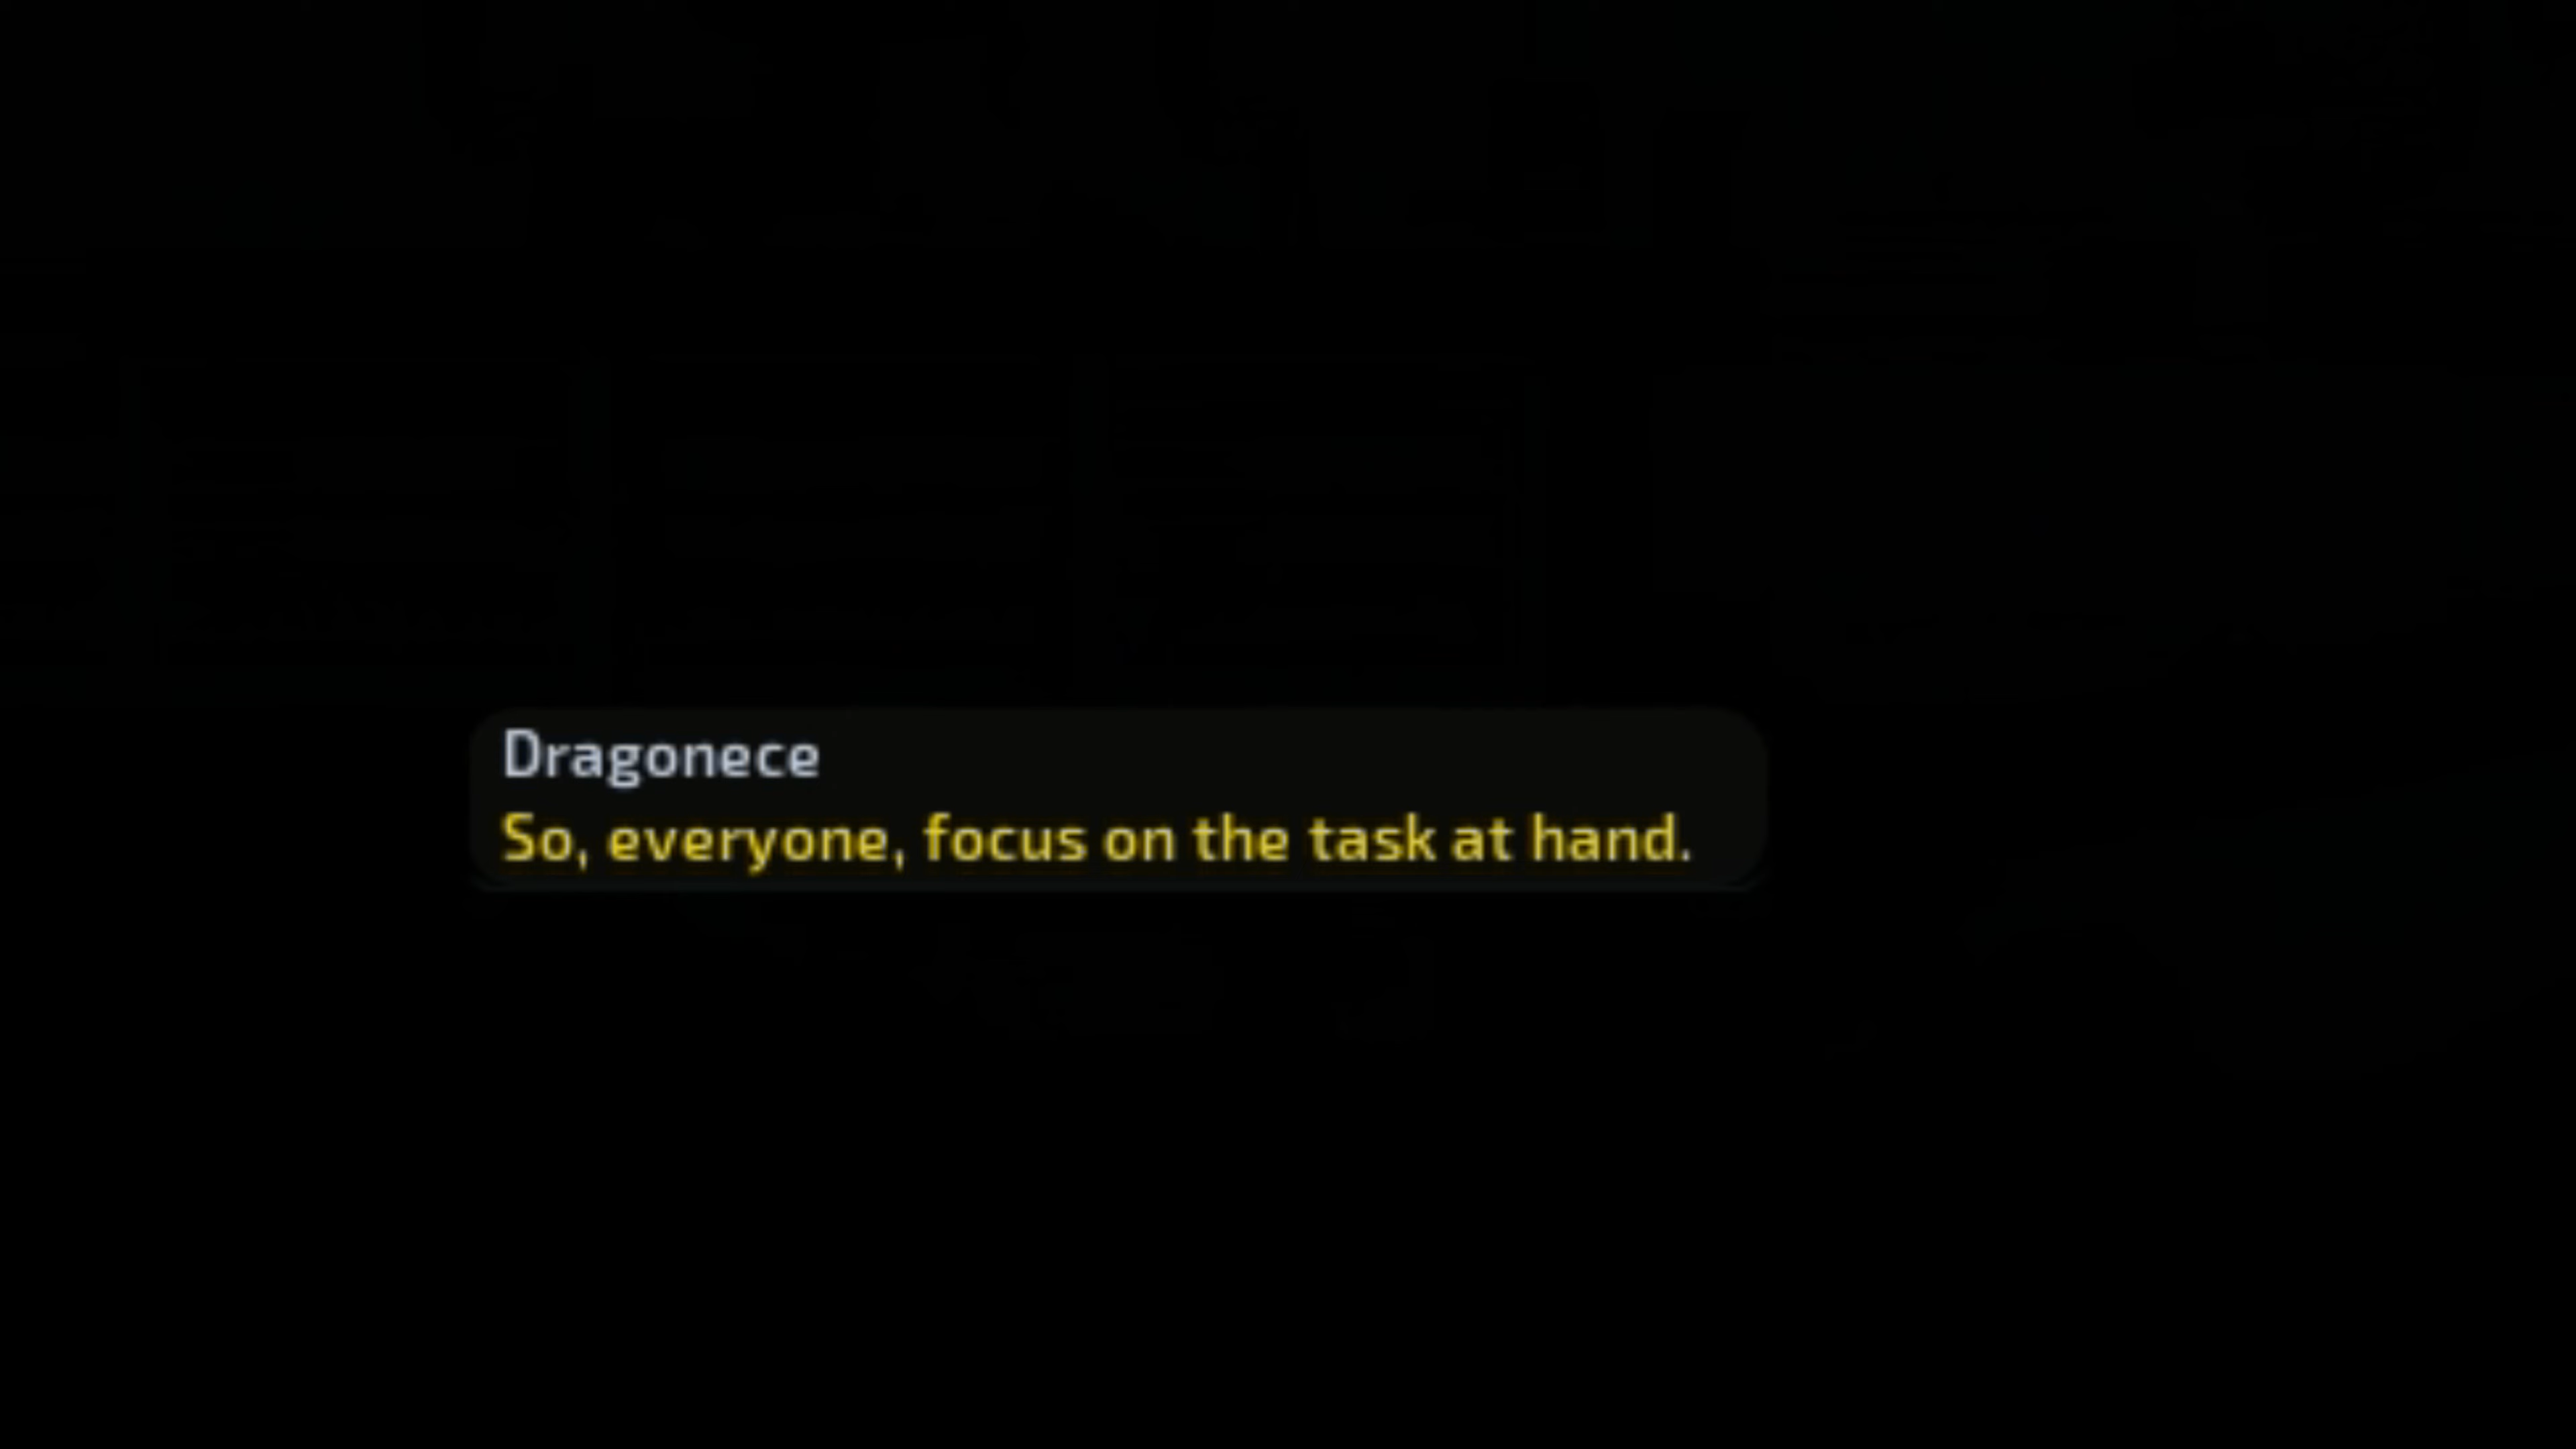 Dragonece
So, everyone, focus on the task at hand.